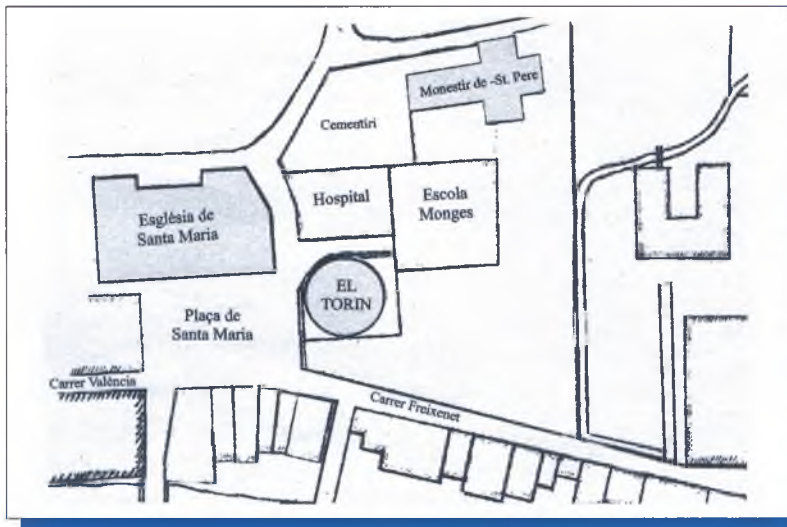 Monestir de -St. Pere
Cementiri
Hospital
Escola
Monges
Església de
Santa Maria
EL
TORIN
Plaça de
Santa Maria
Carrer València
Carrer Freixenet